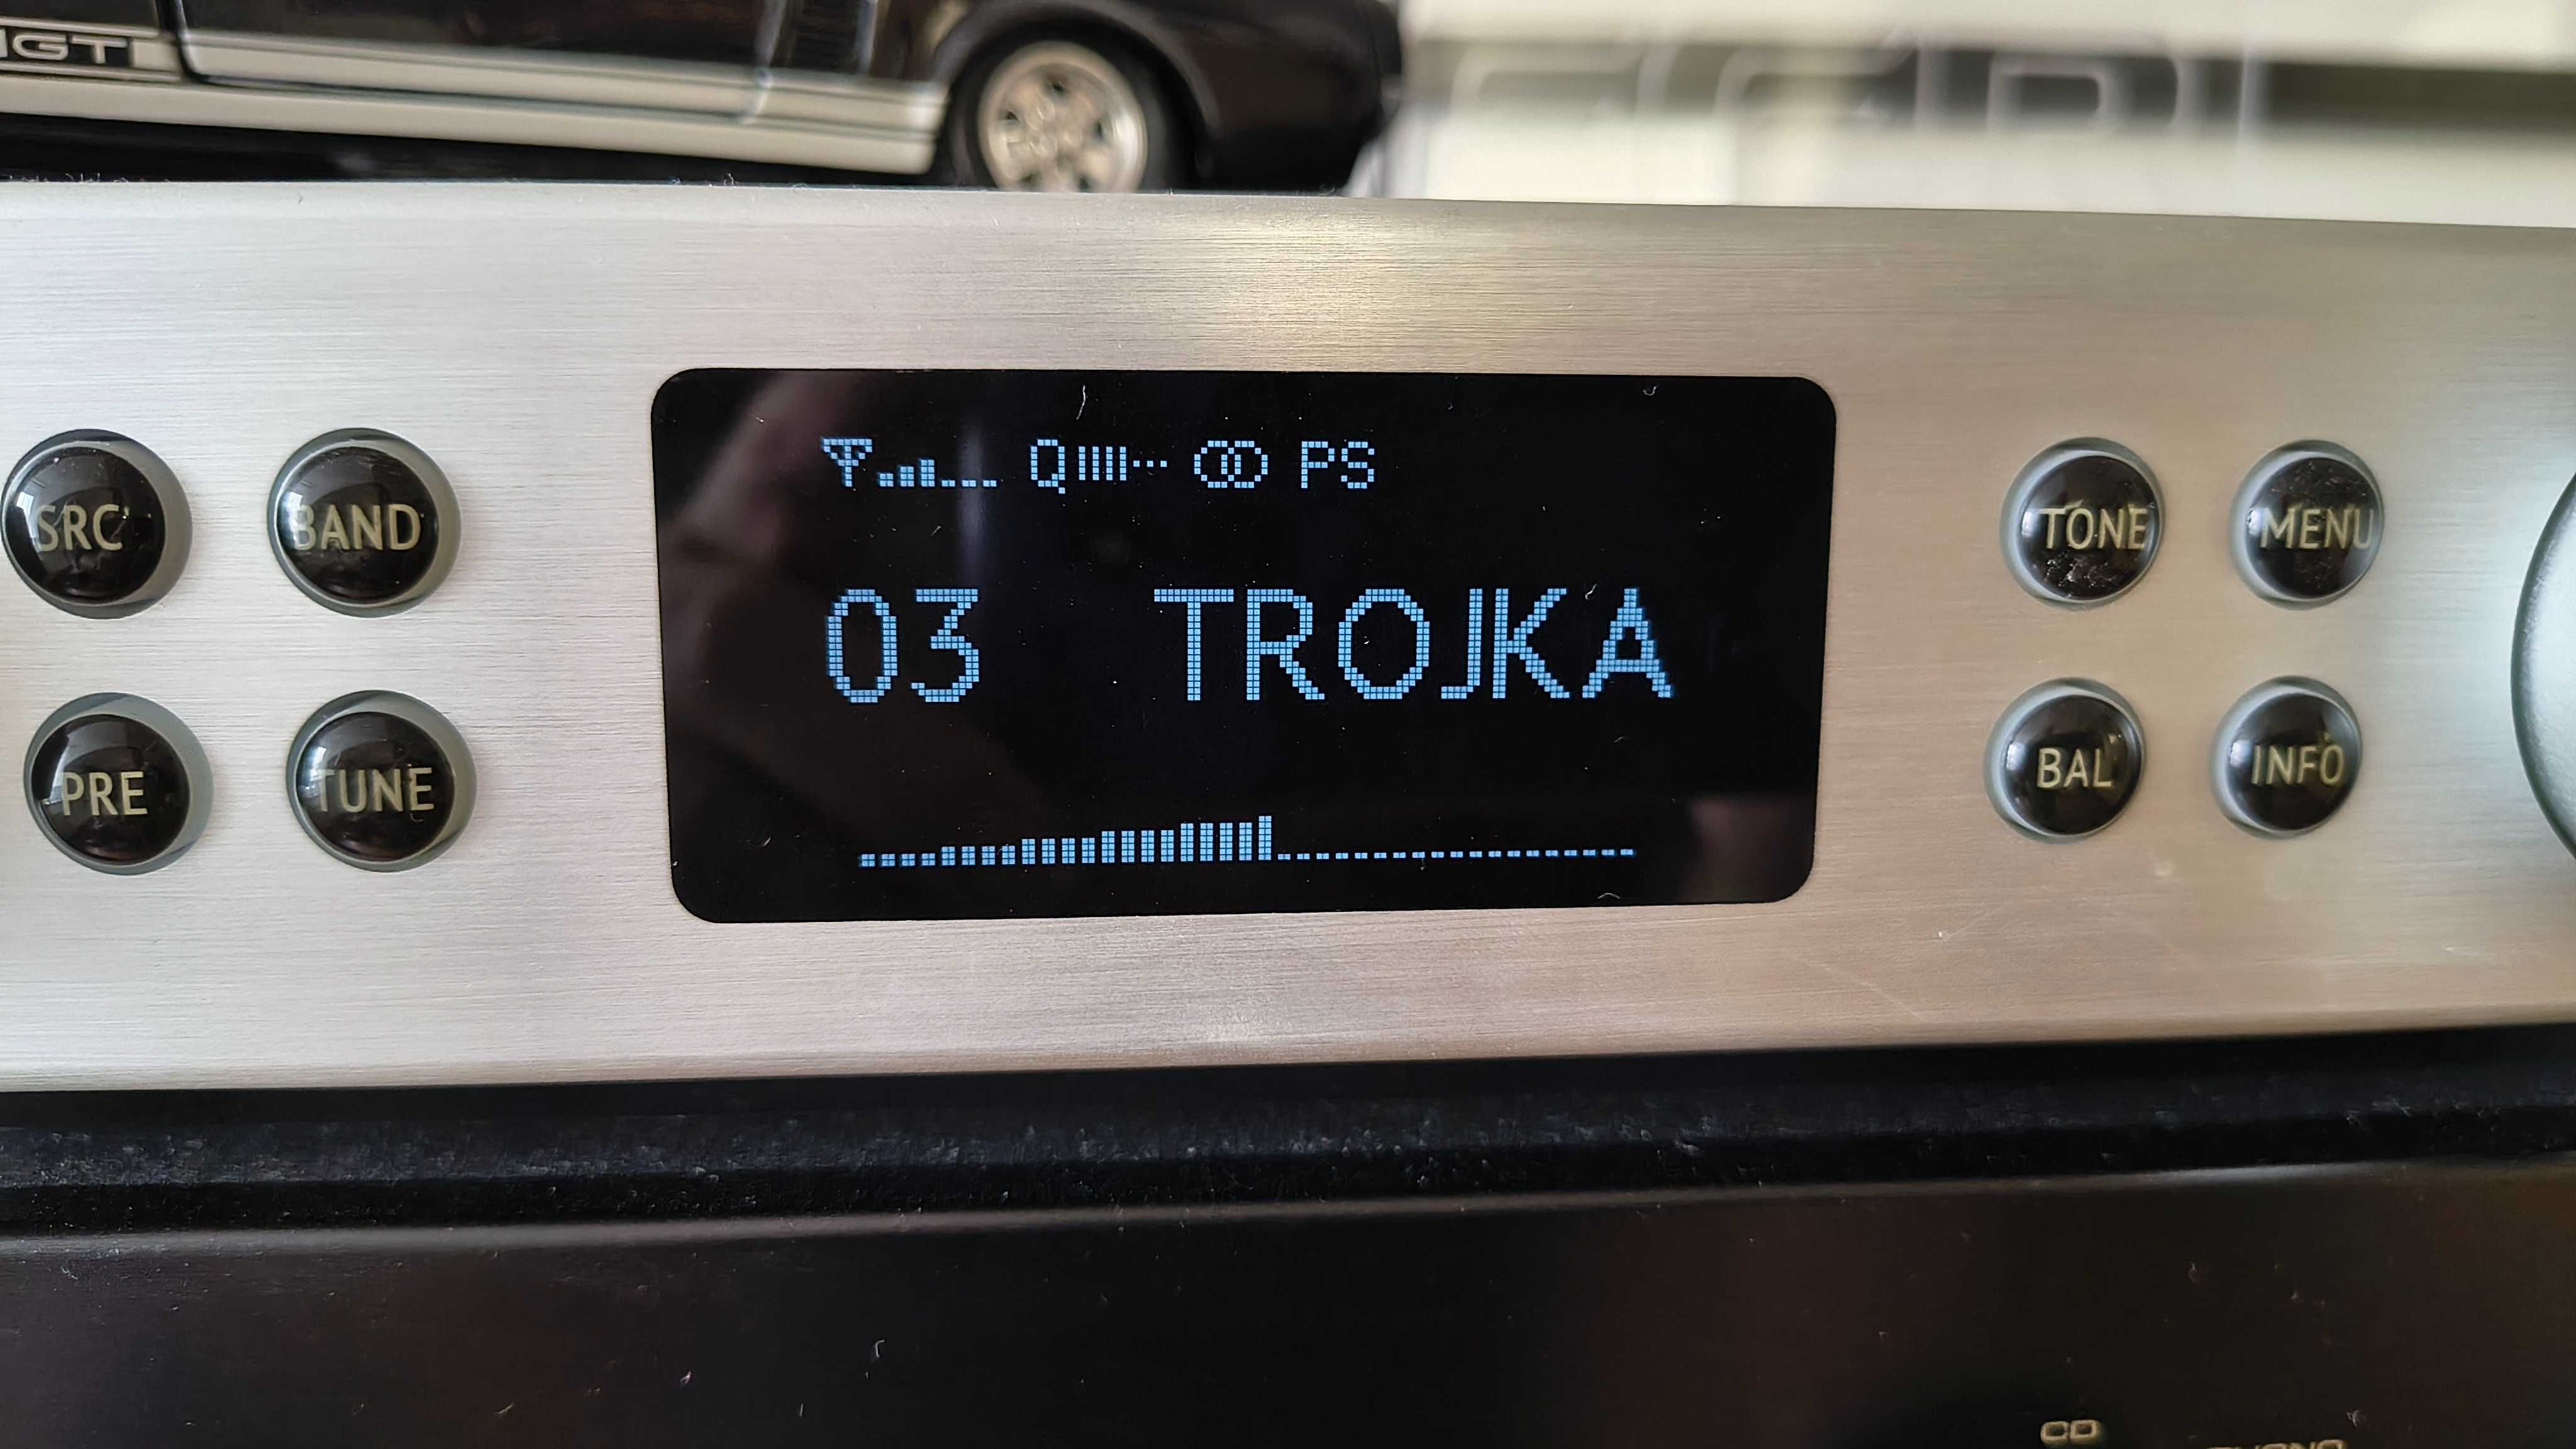 GT
Q PS
SRC BAND TONE MENU
03 TROJKA
PRE TUNE BAL INFO
CD